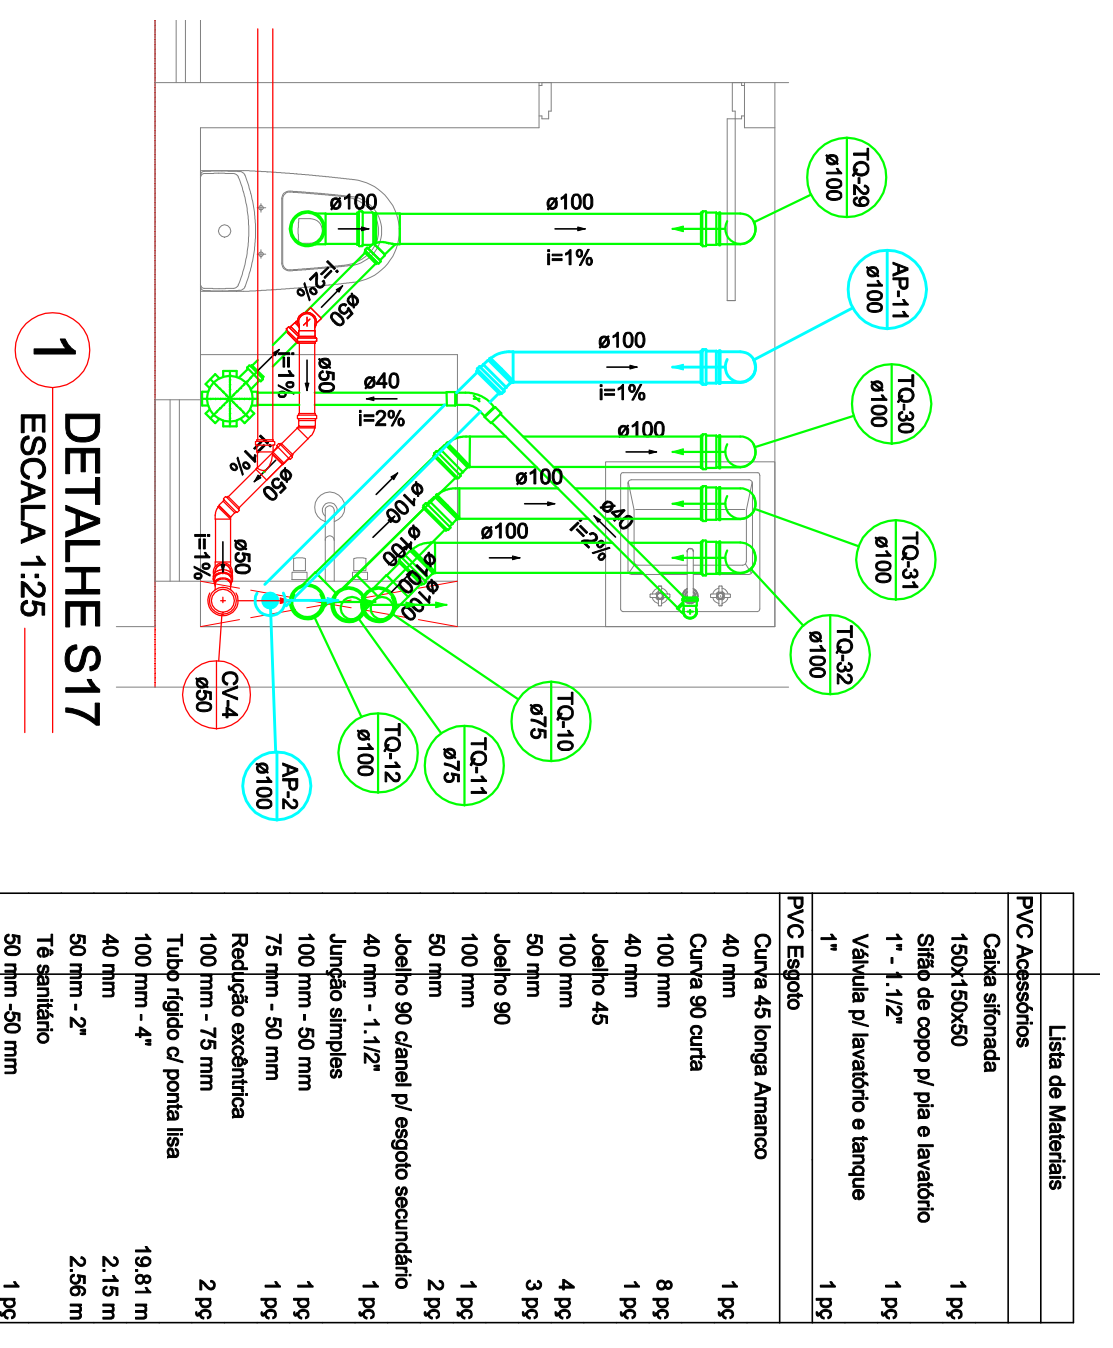 TQ-29
ø100
AP-11
ø100
TQ-30
ø100
TQ-31
ø100
TQ-32
ø100
TQ-10
ø75
TQ-11
ø75
TQ-12
ø100
AP-2
ø100
CV-4
ø50
ø100
ø100
i=1%
i=2%
ø50
ø100
i=1%
i=1%
ø50
ø40
i=2%
ø100
ø100
ø100
ø40
i=2%
i=1%
ø50
ø100
ø100
ø100
ø100
ø50
i=1%
1
DETALHE S17
ESCALA 1:25
Lista de Materiais
PVC Acessórios
Caixa sifonada
150x150x50 1 pç
Sifão de copo p/ pia e lavatório
1" - 1.1/2" 1 pç
Válvula p/ lavatório e tanque
1" 1 pç
PVC Esgoto
Curva 45 longa Amanco
40 mm 1 pç
Curva 90 curta
100 mm 8 pç
40 mm 1 pç
Joelho 45
100 mm 4 pç
50 mm 3 pç
Joelho 90
100 mm 1 pç
50 mm 2 pç
Joelho 90 c/anel p/ esgoto secundário
40 mm - 1.1/2" 1 pç
Junção simples
100 mm - 50 mm 1 pç
75 mm - 50 mm 1 pç
Redução excêntrica
100 mm - 75 mm 2 pç
Tubo rígido c/ ponta lisa
100 mm - 4" 19.81 m
40 mm 2.15 m
50 mm - 2" 2.56 m
Tê sanitário
50 mm -50 mm 1 pç